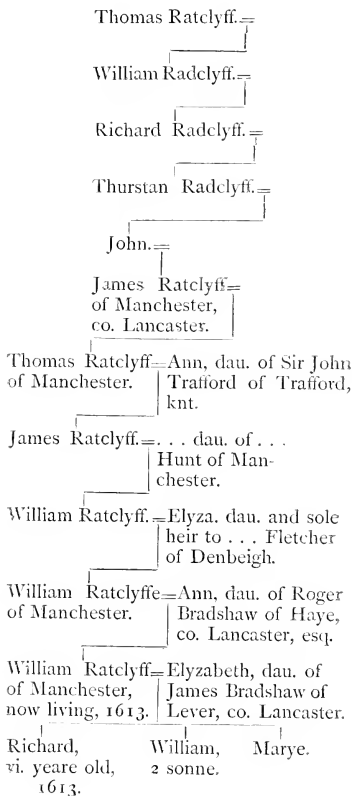 Thomas Ratclyff.=
William Radclyff.=
Richard Radclyff.=
Thurstan Radclyff.=
John.=
James Ratclyff=
of Manchester,
co. Lancaster.
Thomas Ratclyff=Ann, dau. of Sir John
of Manchester. Trafford of Trafford,
knt.
James Ratclyff.=. . . dau. of . . .
Hunt of Man-
chester.
William Ratclyff.=Elyza. dau. and sole
heir to . . . Fletcher
of Denbeigh.
William Ratclyffe=Ann, dau. of Roger
of Manchester. Bradshaw of Haye,
co. Lancaster, esq.
William Ratclyff=Elyzabeth, dau. of
of Manchester, James Bradshaw of
now living, 1613. Lever, co. Lancaster.
Richard, William, Marye.
vi. yeare old, 2 sonne.
1613.